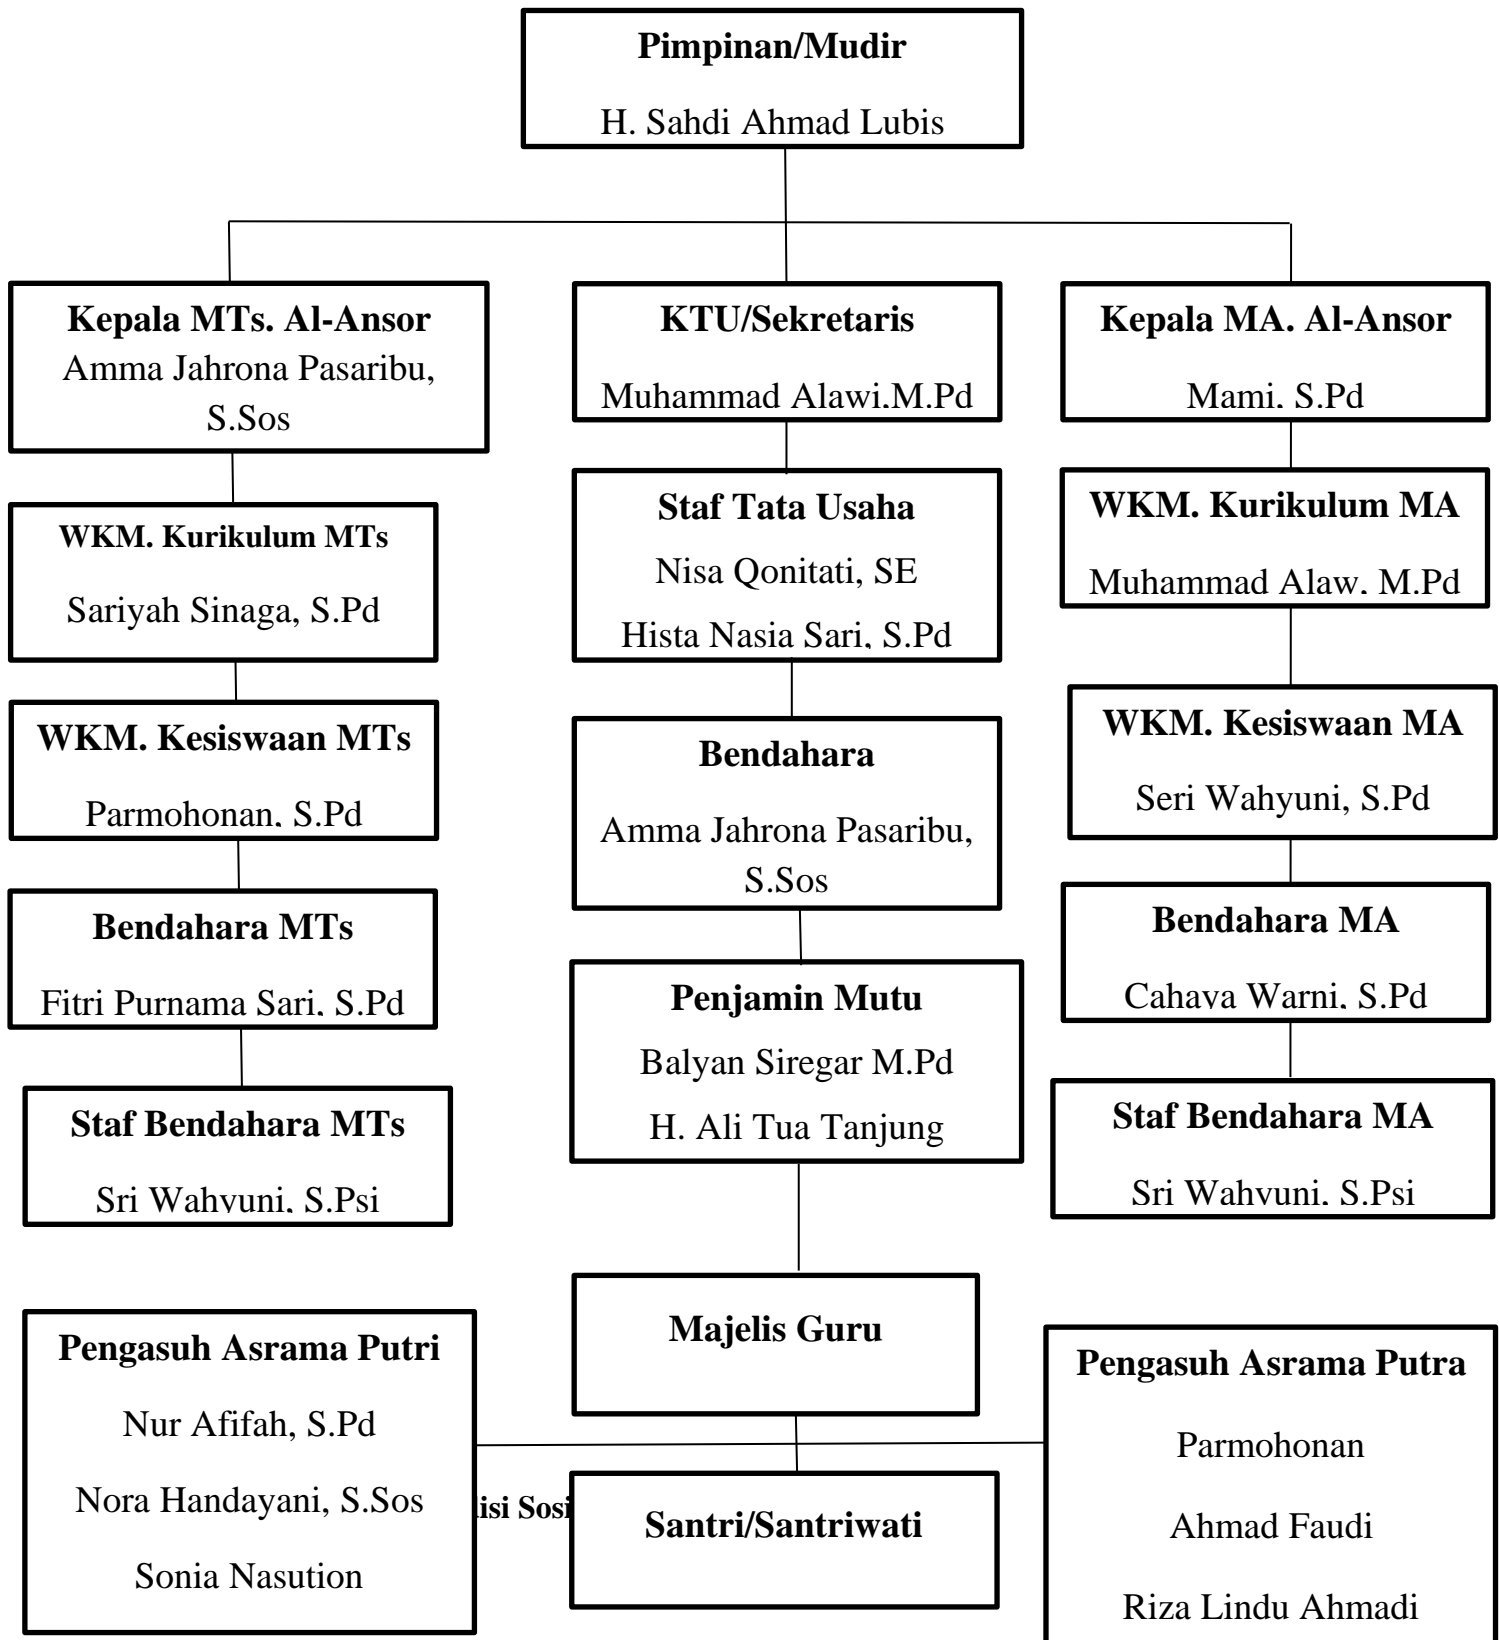 Pimpinan/Mudir
H. Sahdi Ahmad Lubis
Kepala MTs. Al-Ansor
Amma Jahrona Pasaribu,
S.Sos
KTU/Sekretaris
Muhammad Alawi,M.Pd
Kepala MA. Al-Ansor
Mami, S.Pd
WKM. Kurikulum MTs
Sariyah Sinaga, S.Pd
Staf Tata Usaha
Nisa Qonitati, SE
Hista Nasia Sari, S.Pd
WKM. Kurikulum MA
Muhammad Alaw, M.Pd
WKM. Kesiswaan MTs
Parmohonan, S.Pd
Bendahara
Amma Jahrona Pasaribu,
S.Sos
WKM. Kesiswaan MA
Seri Wahyuni, S.Pd
Bendahara MTs
Fitri Purnama Sari, S.Pd
Penjamin Mutu
Balyan Siregar M.Pd
H. Ali Tua Tanjung
Bendahara MA
Cahaya Warni, S.Pd
Staf Bendahara MTs
Sri Wahyuni, S.Psi
Staf Bendahara MA
Sri Wahyuni, S.Psi
Majelis Guru
Pengasuh Asrama Putri
Nur Afifah, S.Pd
Nora Handayani, S.Sos
Sonia Nasution
isi Sosi
Santri/Santriwati
Pengasuh Asrama Putra
Parmohonan
Ahmad Faudi
Riza Lindu Ahmadi